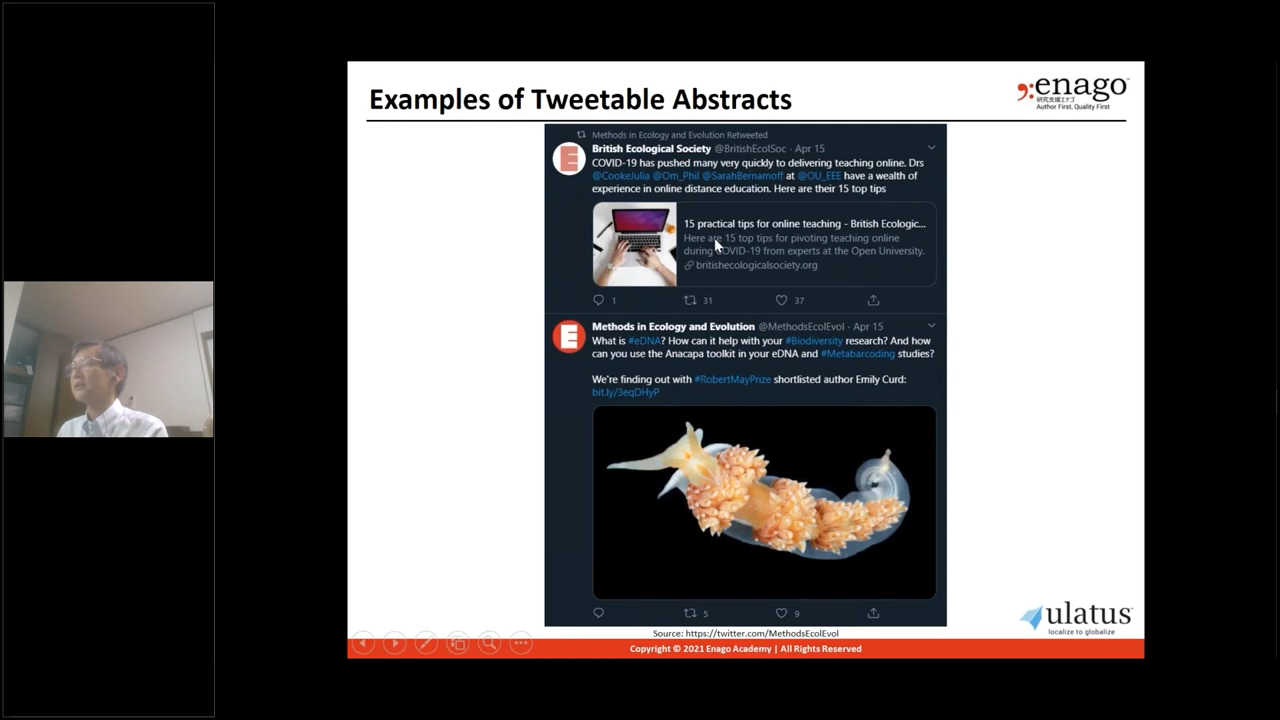 Examples of Tweetable Abstracts
enago
研究支援エナゴ
Author First, Quality First
Methods in Ecology and Evolution Retweeted
British Ecological Society @BritishEcolSoc · Apr 15
COVID-19 has pushed many very quickly to delivering teaching online. Drs
@CookeJulia @Om_Phil @SarahBernamoff at @OU_EEE have a wealth of
experience in online distance education. Here are their 15 top tips
15 practical tips for online teaching - British Ecologic...
Here are 15 top tips for pivoting teaching online
during COVID-19 from experts at the Open University.
britishecologicalsociety.org
1 31 37
Methods in Ecology and Evolution @MethodsEcolEvol · Apr 15
What is #eDNA? How can it help with your #Biodiversity research? And how
can you use the Anacapa toolkit in your eDNA and #Metabarcoding studies?
We're finding out with #RobertMayPrize shortlisted author Emily Curd:
bit.ly/3eqDHyP
5 9
Source: https://twitter.com/MethodsEcolEvol
ulatus
localize to globalize
Copyright © 2021 Enago Academy | All Rights Reserved